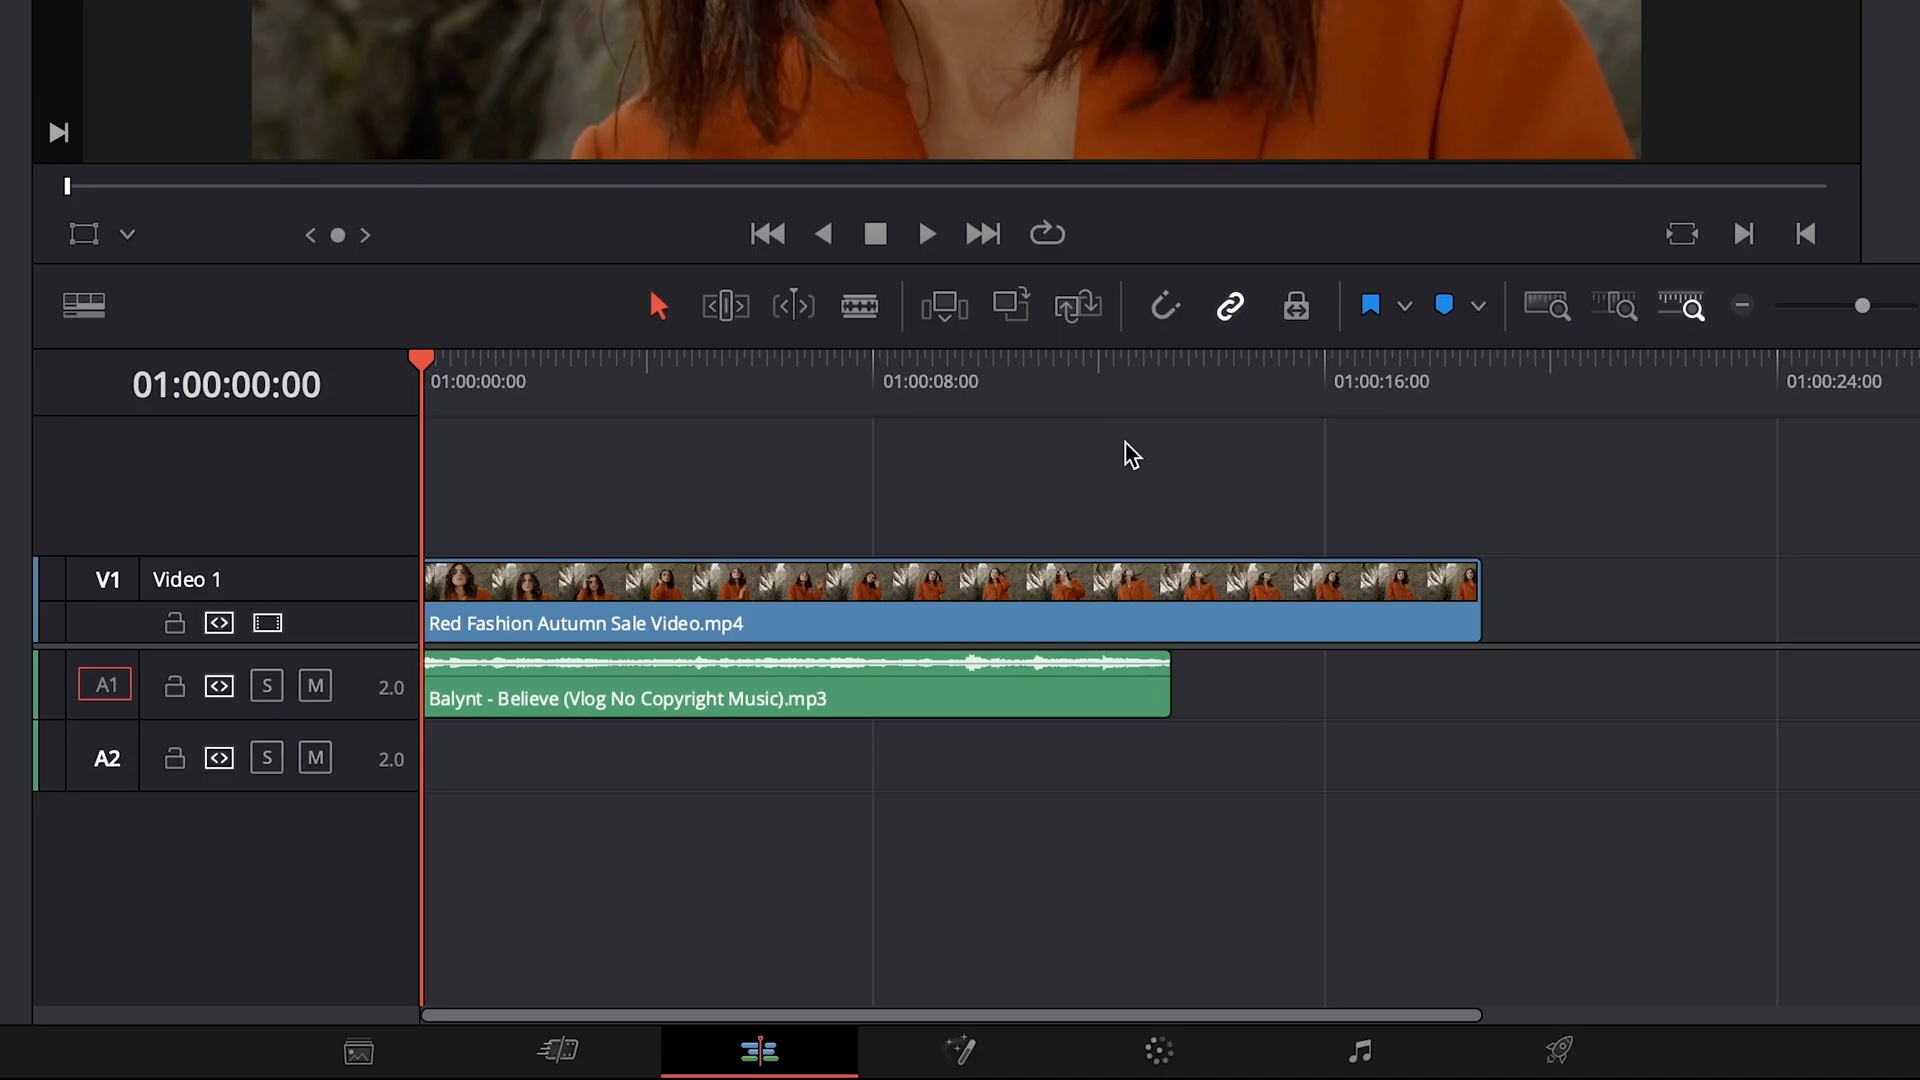 01:00:00:00
01:00:00:00
01:00:08:00
01:00:16:00
01:00:24:00
V1
Video 1
Red Fashion Autumn Sale Video.mp4
A1
S
M
2.0
Balynt - Believe (Vlog No Copyright Music).mp3
A2
S
M
2.0